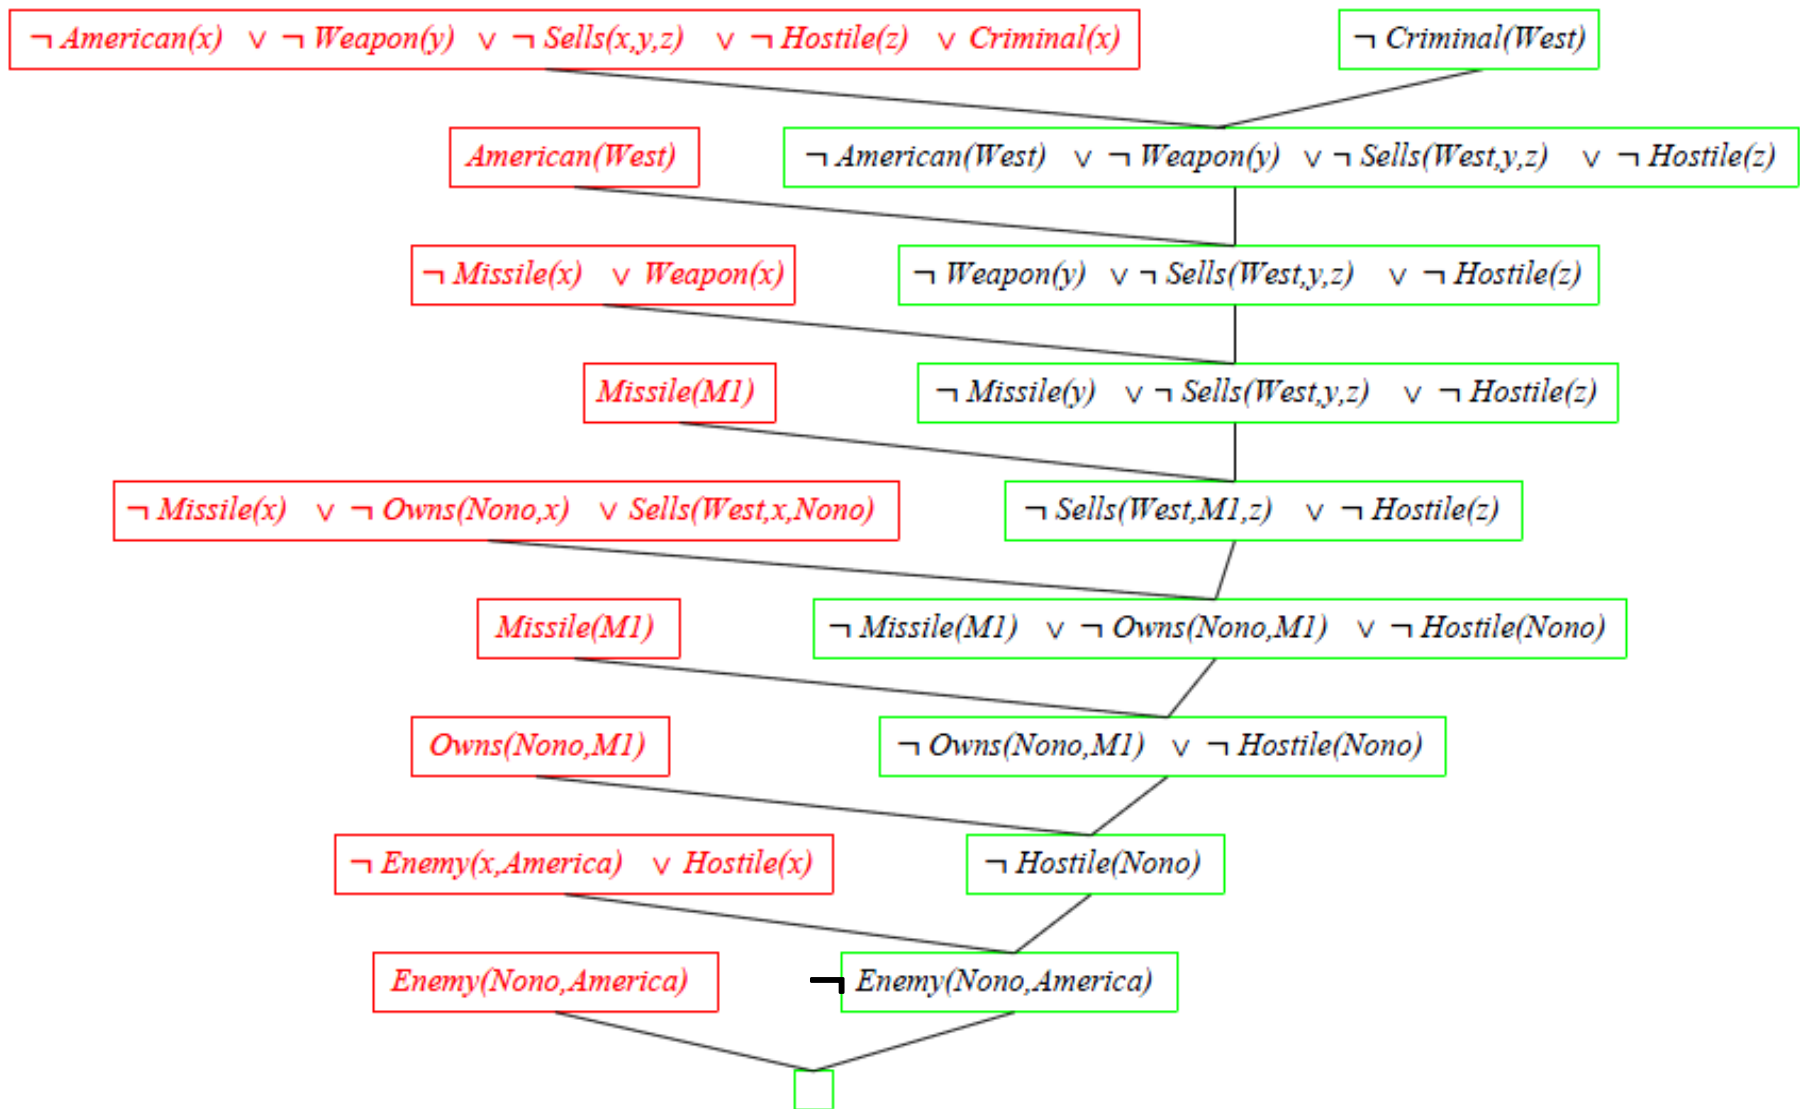 ¬ American(x) ∨ ¬ Weapon(y) ∨ ¬ Sells(x,y,z) ∨ ¬ Hostile(z) ∨ Criminal(x)
¬ Criminal(West)
American(West)
¬ American(West) ∨ ¬ Weapon(y) ∨ ¬ Sells(West,y,z) ∨ ¬ Hostile(z)
¬ Missile(x) ∨ Weapon(x)
¬ Weapon(y) ∨ ¬ Sells(West,y,z) ∨ ¬ Hostile(z)
Missile(M1)
¬ Missile(y) ∨ ¬ Sells(West,y,z) ∨ ¬ Hostile(z)
¬ Missile(x) ∨ ¬ Owns(Nono,x) ∨ Sells(West,x,Nono)
¬ Sells(West,M1,z) ∨ ¬ Hostile(z)
Missile(M1)
¬ Missile(M1) ∨ ¬ Owns(Nono,M1) ∨ ¬ Hostile(Nono)
Owns(Nono,M1)
¬ Owns(Nono,M1) ∨ ¬ Hostile(Nono)
¬ Enemy(x,America) ∨ Hostile(x)
¬ Hostile(Nono)
Enemy(Nono,America)
¬ Enemy(Nono,America)